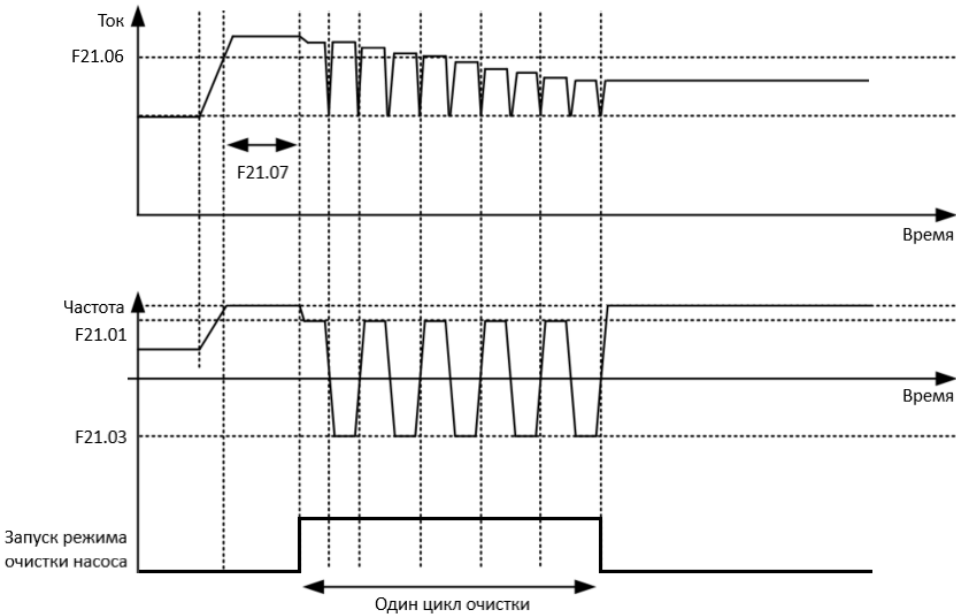 Ток
F21.06
F21.07
Время
Частота
F21.01
Время
F21.03
Запуск режима
очистки насоса
Один цикл очистки